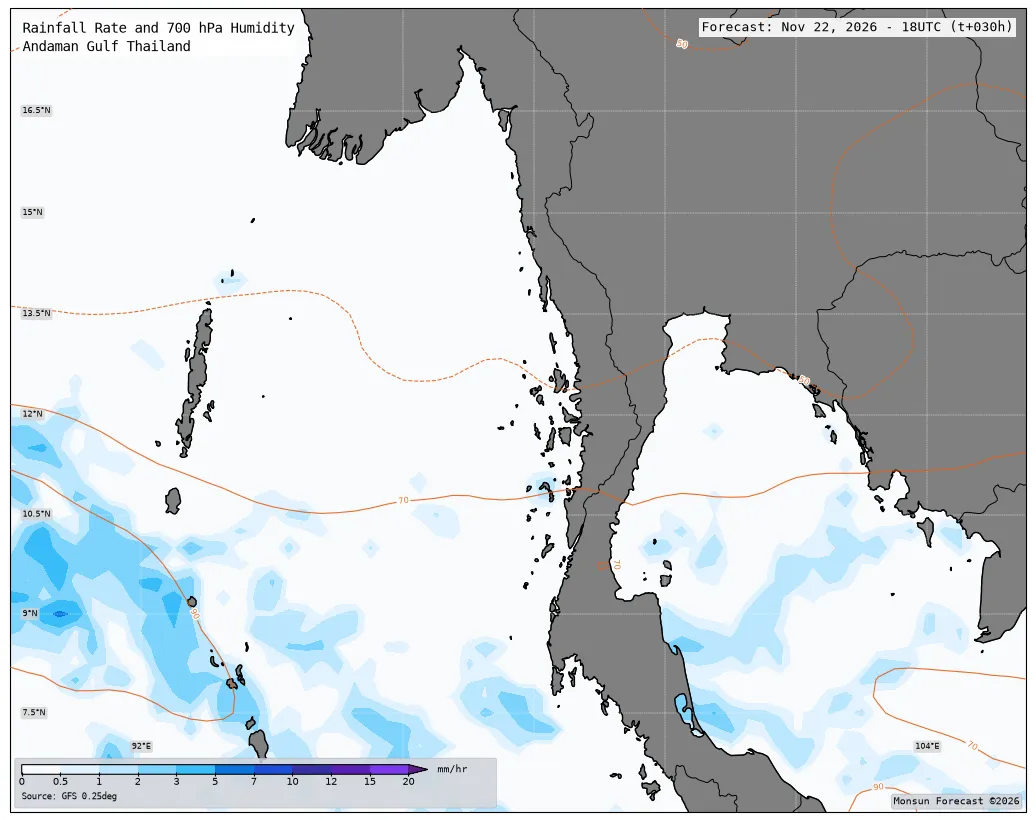 Rainfall Rate and 700 hPa Humidity
Andaman Gulf Thailand
Forecast: Nov 22, 2026 - 18UTC (t+030h)
50
16.5°N
15°N
13.5°N
50
12°N
70
10.5°N
70
90
9°N
7.5°N
92°E
104°E
70
90
0 0.5 1 2 3 5 7 10 12 15 20
mm/hr
Source: GFS 0.25deg
Monsun Forecast ©2026